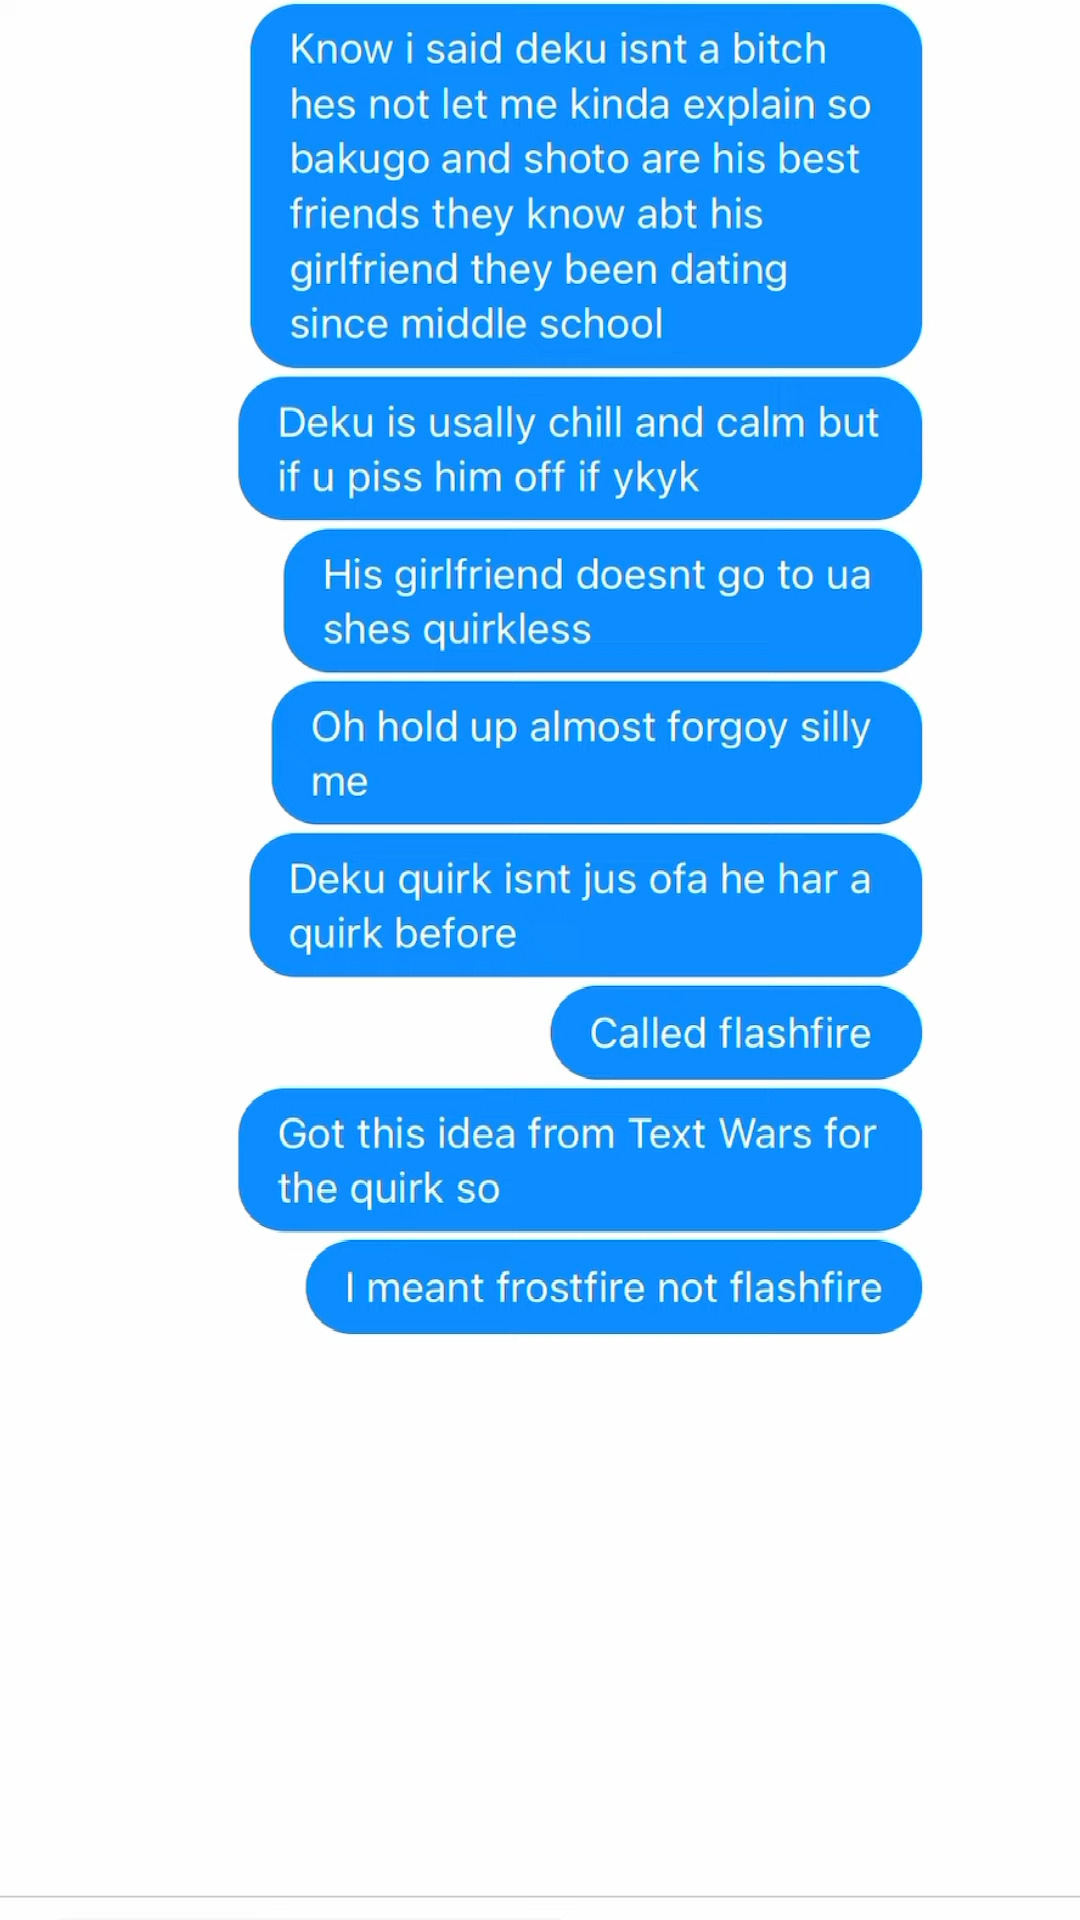 Know i said deku isnt a bitch
hes not let me kinda explain so
bakugo and shoto are his best
friends they know abt his
girlfriend they been dating
since middle school
Deku is usally chill and calm but
if u piss him off if ykyk
His girlfriend doesnt go to ua
shes quirkless
Oh hold up almost forgoy silly
me
Deku quirk isnt jus ofa he har a
quirk before
Called flashfire
Got this idea from Text Wars for
the quirk so
I meant frostfire not flashfire